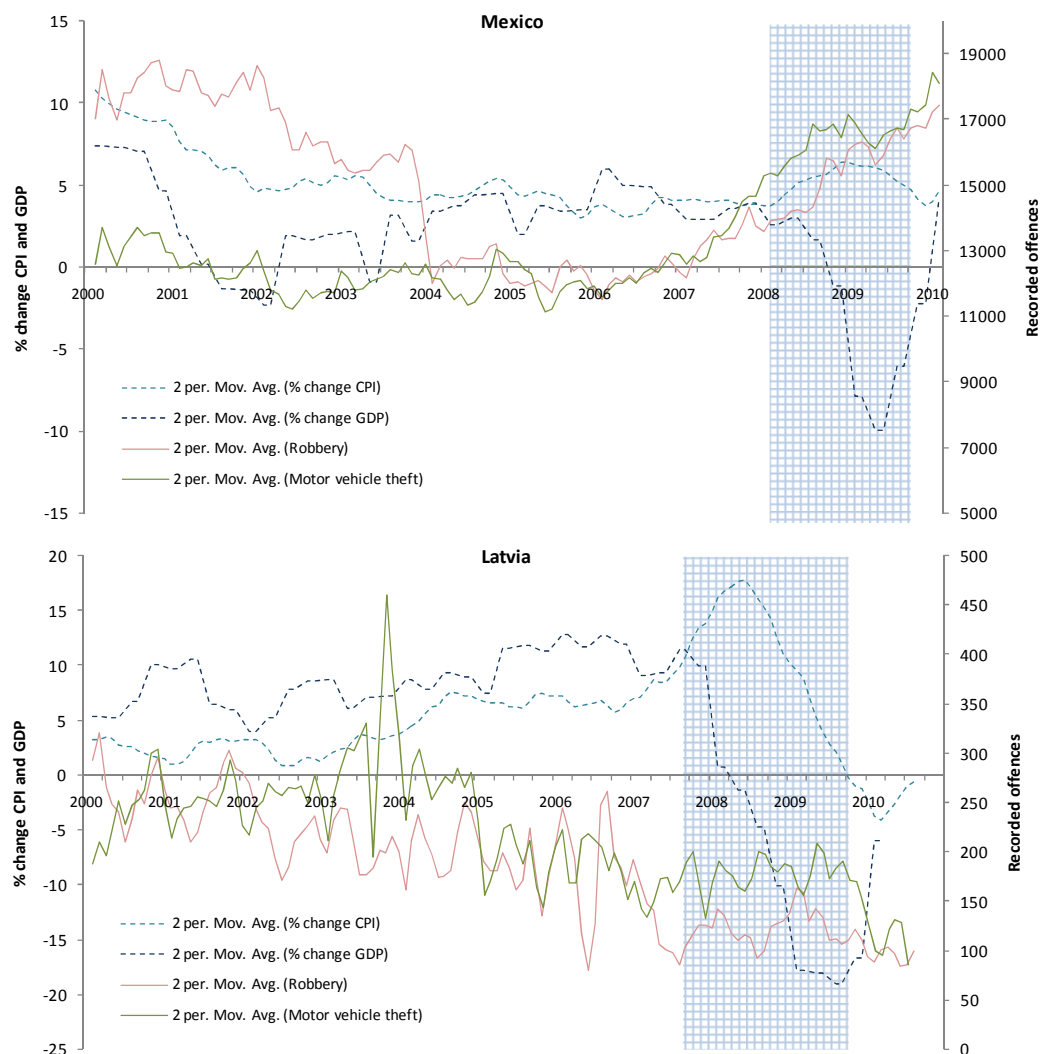 Mexico
% change CPI and GDP
15
10
5
0
-5
-10
-15
2000 2001 2002 2003 2004 2005 2006 2007 2008 2009 2010
19000
17000
15000
13000
11000
9000
7000
5000
Recorded offences
2 per. Mov. Avg. (% change CPI)
2 per. Mov. Avg. (% change GDP)
2 per. Mov. Avg. (Robbery)
2 per. Mov. Avg. (Motor vehicle theft)
Latvia
% change CPI and GDP
20
15
10
5
0
-5
-10
-15
-20
-25
2000 2001 2002 2003 2004 2005 2006 2007 2008 2009 2010
500
450
400
350
300
250
200
150
100
50
0
Recorded offences
2 per. Mov. Avg. (% change CPI)
2 per. Mov. Avg. (% change GDP)
2 per. Mov. Avg. (Robbery)
2 per. Mov. Avg. (Motor vehicle theft)